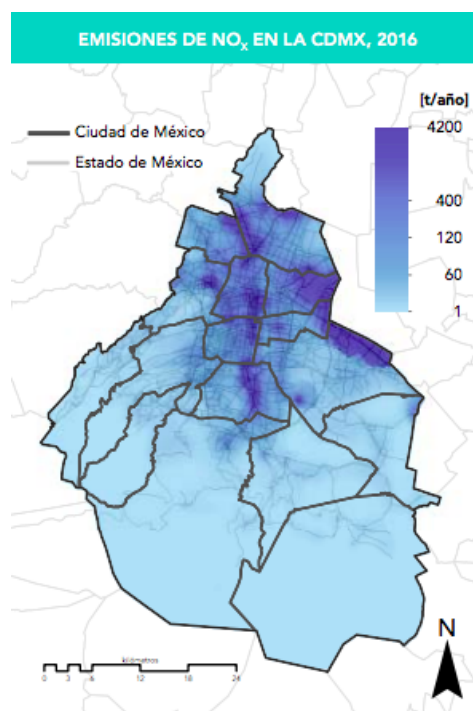 EMISIONES DE NOx EN LA CDMX, 2016
[t/año]
Ciudad de México
Estado de México
4200
400
120
60
1
N
kilómetros
0 3 6 12 18 24